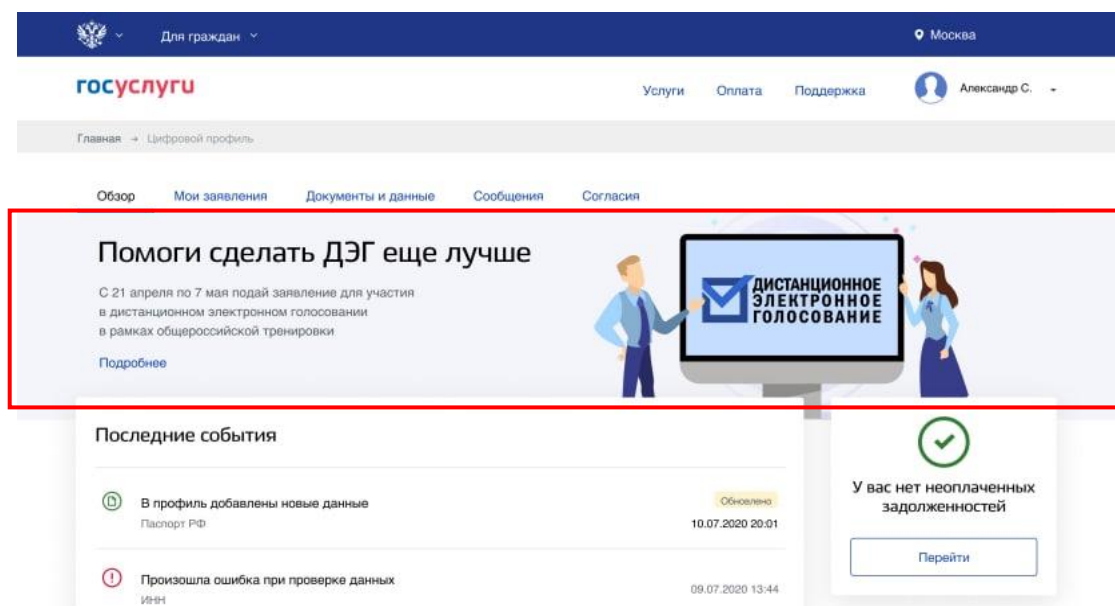 Для граждан
Москва
госуслуги
Услуги Оплата Поддержка Александр С.
Главная → Цифровой профиль
Обзор Мои заявления Документы и данные Сообщения Согласия
Помоги сделать ДЭГ еще лучше
С 21 апреля по 7 мая подай заявление для участия
в дистанционном электронном голосовании
в рамках общероссийской тренировки
Подробнее
ДИСТАНЦИОННОЕ
ЭЛЕКТРОННОЕ
ГОЛОСОВАНИЕ
Последние события
В профиль добавлены новые данные
Паспорт РФ
Обновлено
10.07.2020 20:01
Произошла ошибка при проверке данных
ИНН
09.07.2020 13:44
У вас нет неоплаченных
задолженностей
Перейти